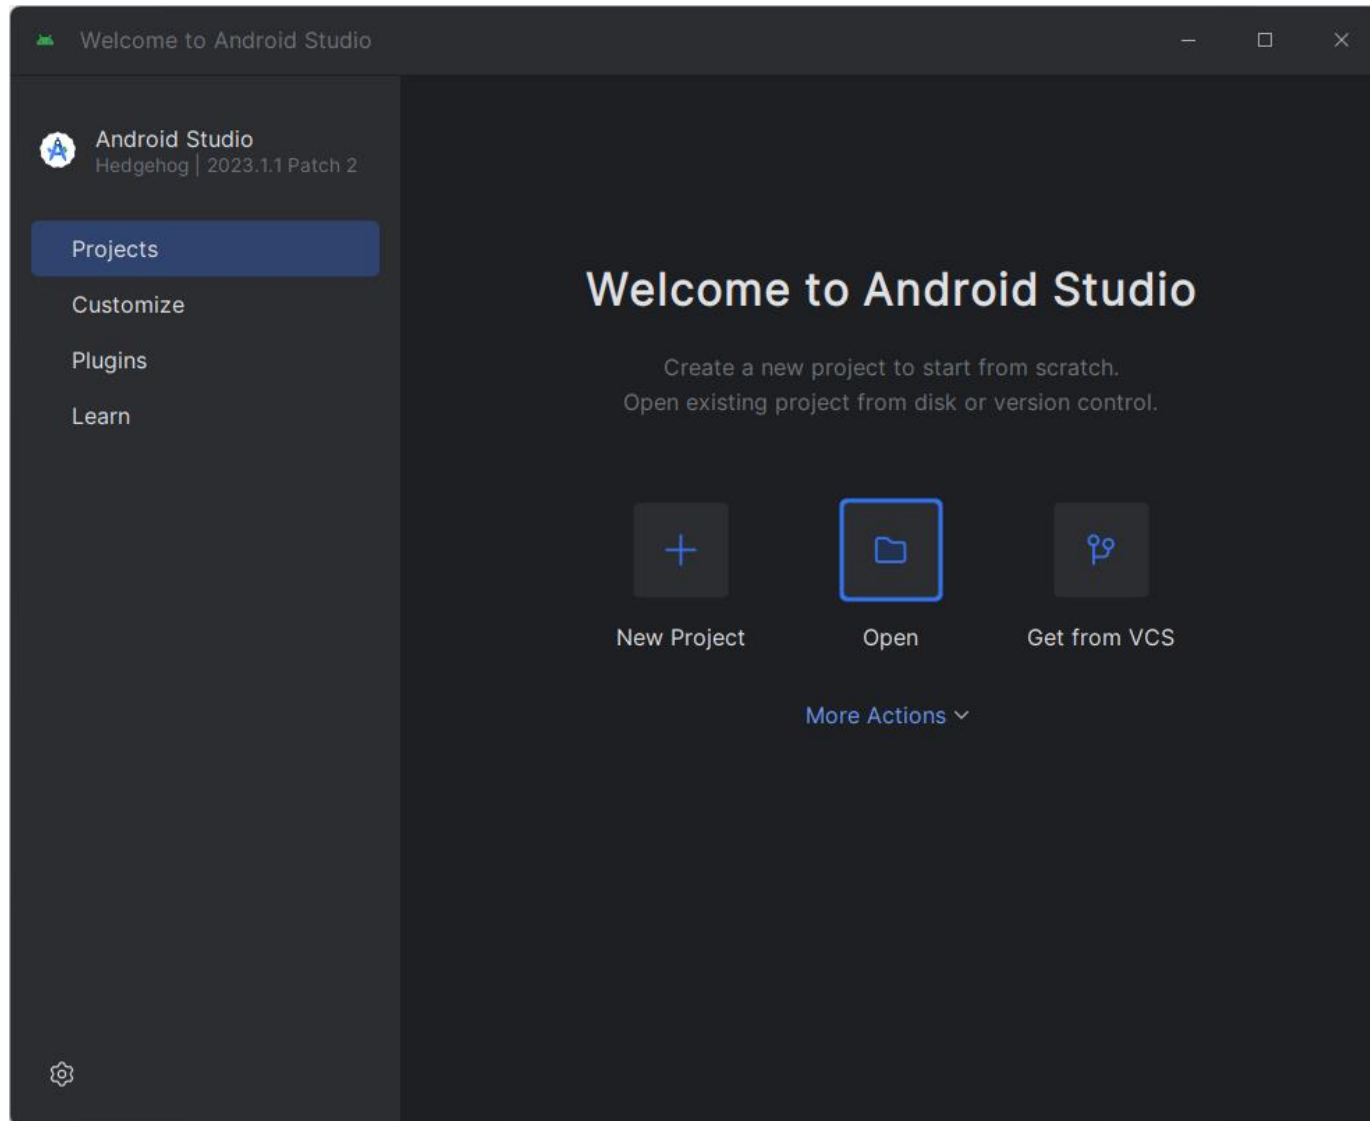 Welcome to Android Studio
Android Studio
Hedgehog | 2023.1.1 Patch 2
Projects
Customize
Plugins
Learn
Welcome to Android Studio
Create a new project to start from scratch.
Open existing project from disk or version control.
New Project
Open
Get from VCS
More Actions